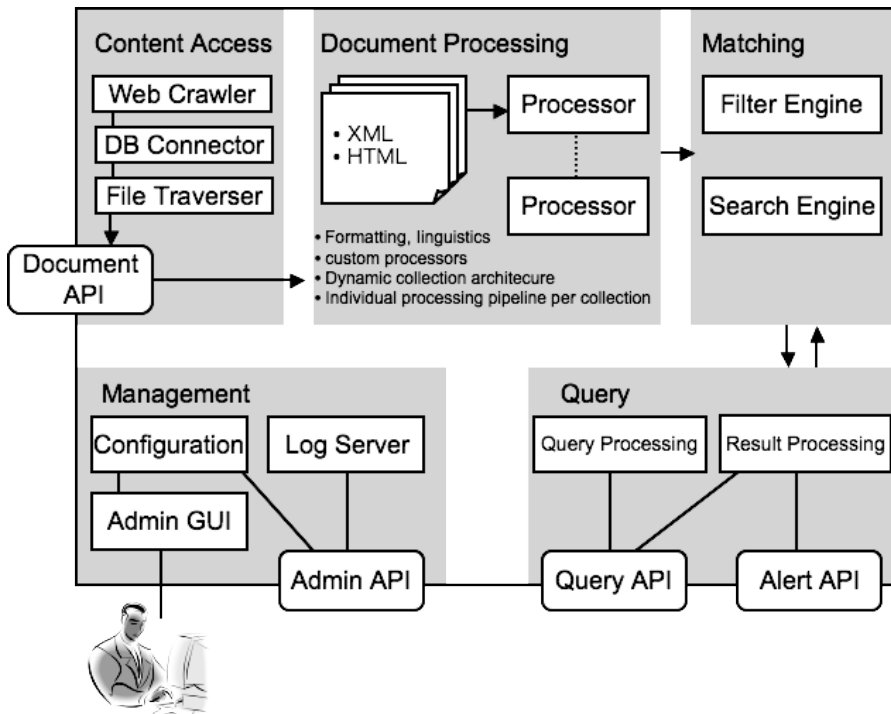 Content Access
Web Crawler
DB Connector
File Traverser
Document
API
Document Processing
• XML
• HTML
Processor
Processor
• Formatting, linguistics
• custom processors
• Dynamic collection architecure
• Individual processing pipeline per collection
Matching
Filter Engine
Search Engine
Management
Configuration
Log Server
Admin GUI
Admin API
Query
Query Processing
Result Processing
Query API
Alert API